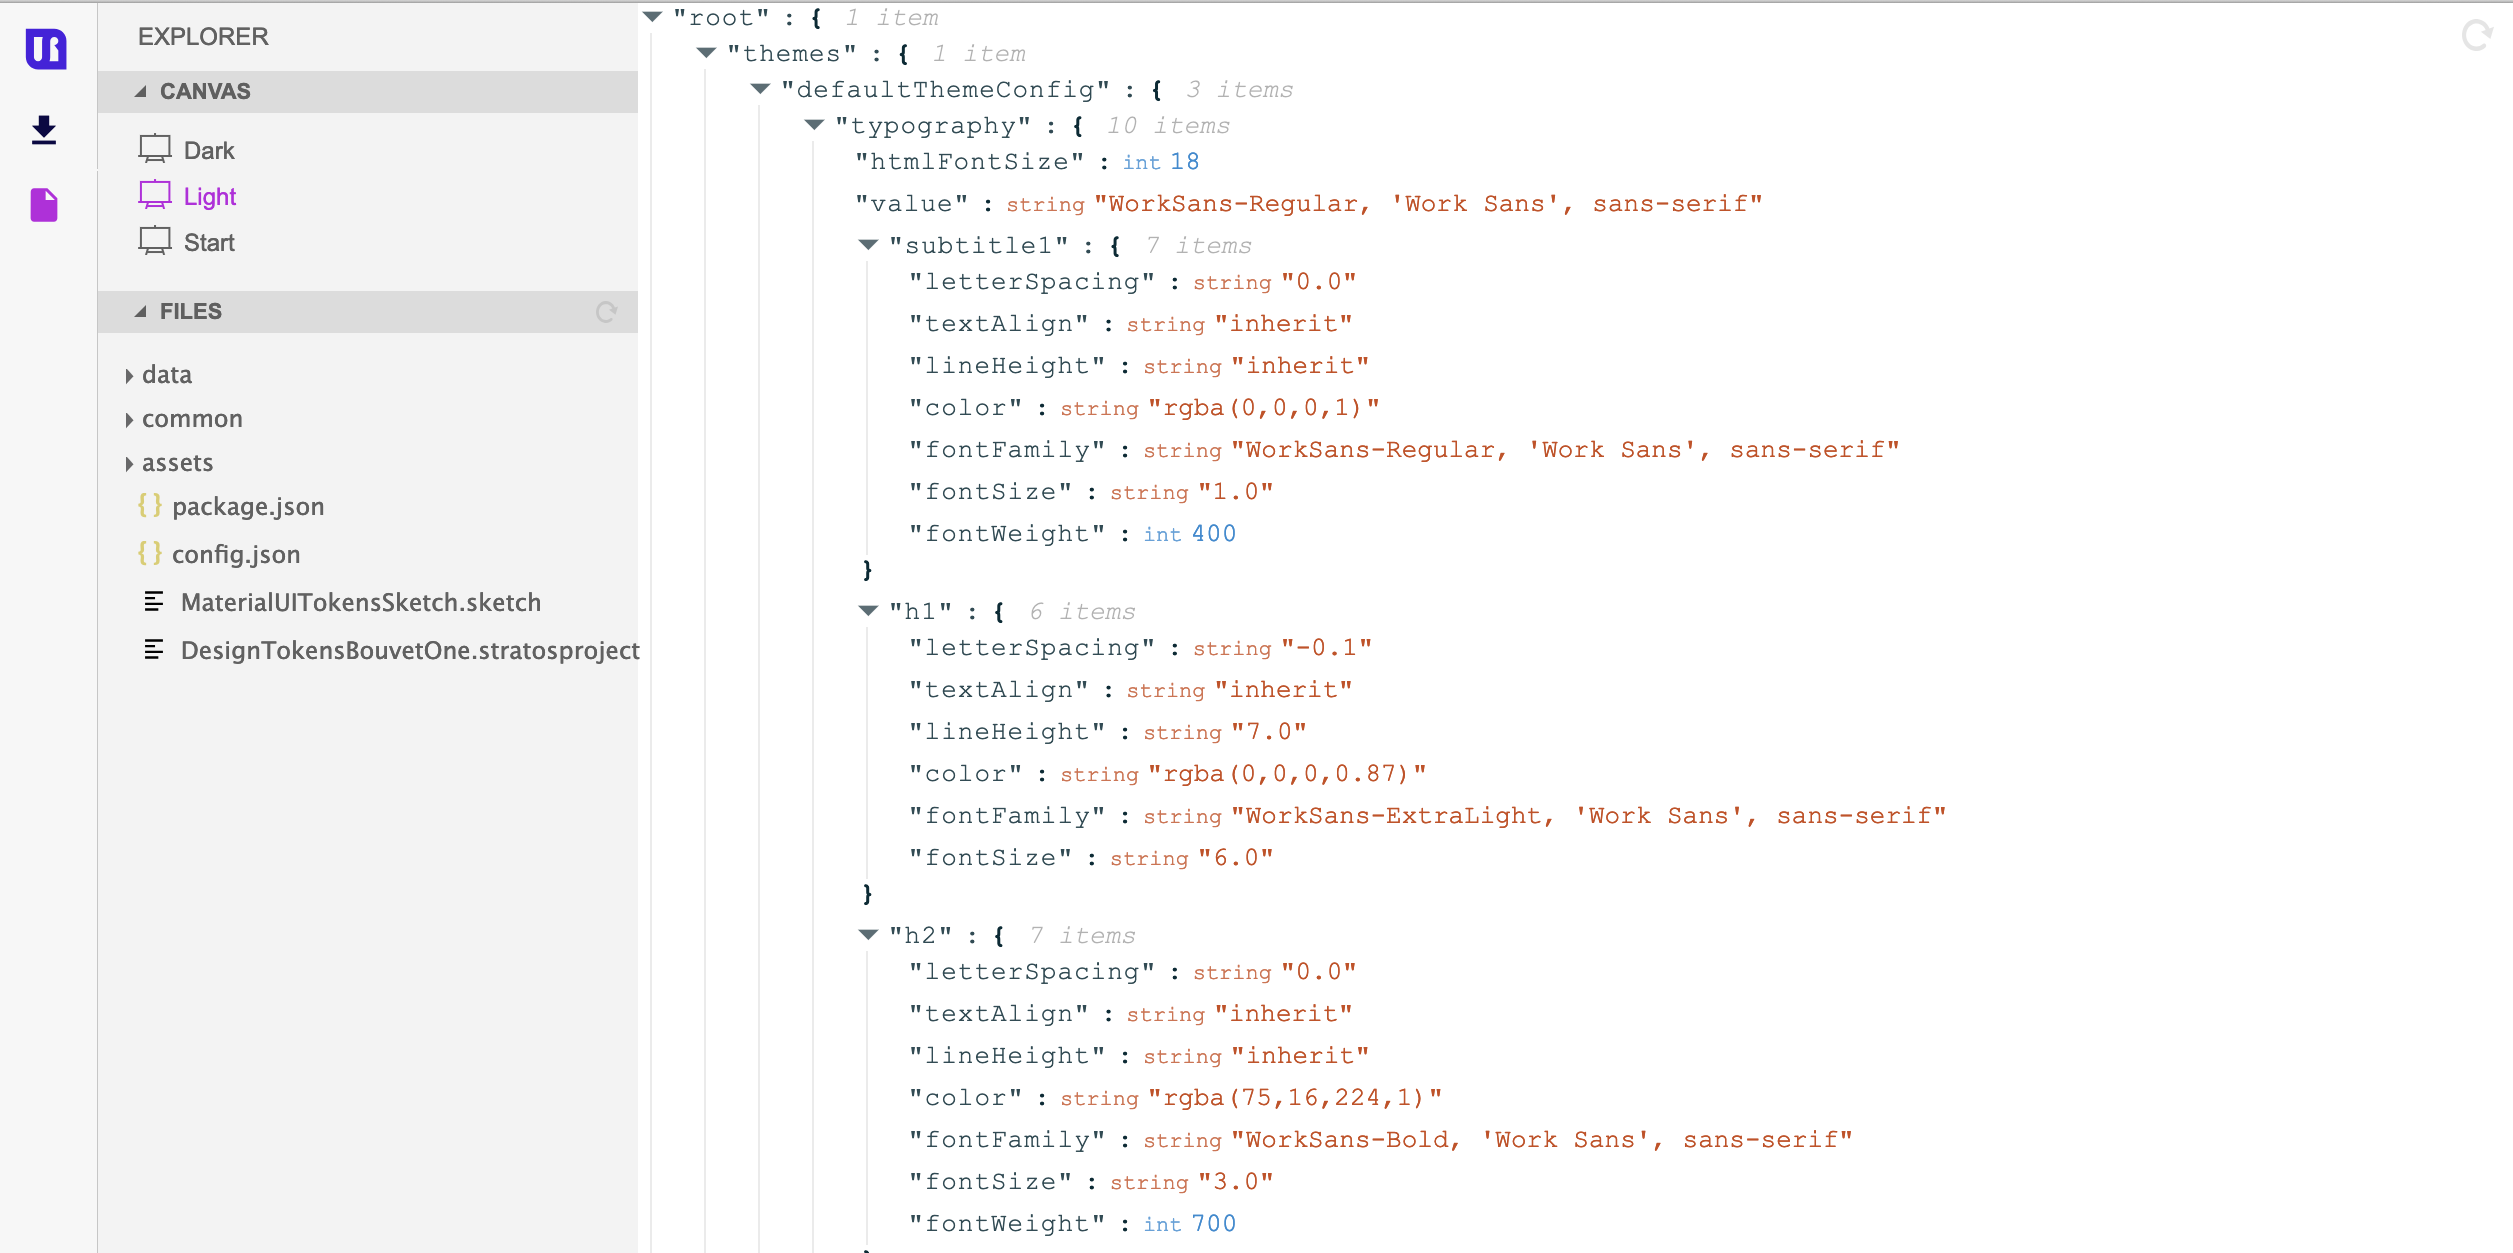 EXPLORER
CANVAS
Dark
Light
Start
FILES
data
common
assets
{ } package.json
{ } config.json
MaterialUITokensSketch.sketch
DesignTokensBouvetOne.stratosproject
"root" : { 1 item
"themes" : { 1 item
"defaultThemeConfig" : { 3 items
"typography" : { 10 items
"htmlFontSize" : int 18
"value" : string "WorkSans-Regular, 'Work Sans', sans-serif"
"subtitle1" : { 7 items
"letterSpacing" : string "0.0"
"textAlign" : string "inherit"
"lineHeight" : string "inherit"
"color" : string "rgba(0,0,0,1)"
"fontFamily" : string "WorkSans-Regular, 'Work Sans', sans-serif"
"fontSize" : string "1.0"
"fontWeight" : int 400
}
"h1" : { 6 items
"letterSpacing" : string "-0.1"
"textAlign" : string "inherit"
"lineHeight" : string "7.0"
"color" : string "rgba(0,0,0,0.87)"
"fontFamily" : string "WorkSans-ExtraLight, 'Work Sans', sans-serif"
"fontSize" : string "6.0"
}
"h2" : { 7 items
"letterSpacing" : string "0.0"
"textAlign" : string "inherit"
"lineHeight" : string "inherit"
"color" : string "rgba(75,16,224,1)"
"fontFamily" : string "WorkSans-Bold, 'Work Sans', sans-serif"
"fontSize" : string "3.0"
"fontWeight" : int 700